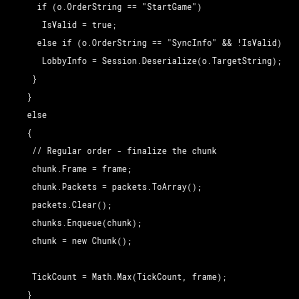 if (o.OrderString == "StartGame")
IsValid = true;
else if (o.OrderString == "SyncInfo" && !IsValid)
LobbyInfo = Session.Deserialize(o.TargetString);
}
}
else
{
// Regular order - finalize the chunk
chunk.Frame = frame;
chunk.Packets = packets.ToArray();
packets.Clear();
chunks.Enqueue(chunk);
chunk = new Chunk();
TickCount = Math.Max(TickCount, frame);
}